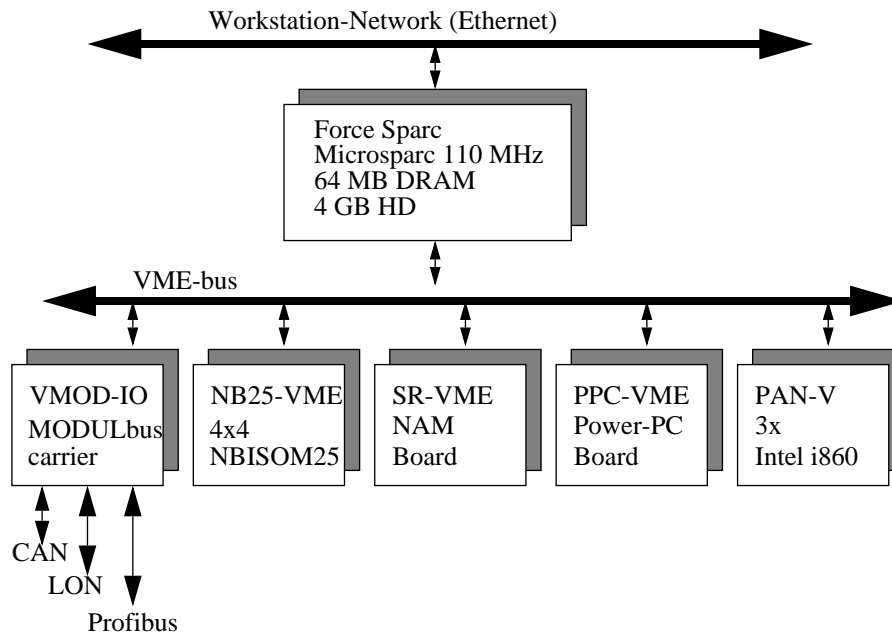 Workstation-Network (Ethernet)
Force Sparc
Microsparc 110 MHz
64 MB DRAM
4 GB HD
VME-bus
VMOD-IO
MODULbus
carrier
NB25-VME
4x4
NBISOM25
SR-VME
NAM
Board
PPC-VME
Power-PC
Board
PAN-V
3x
Intel i860
CAN
LON
Profibus